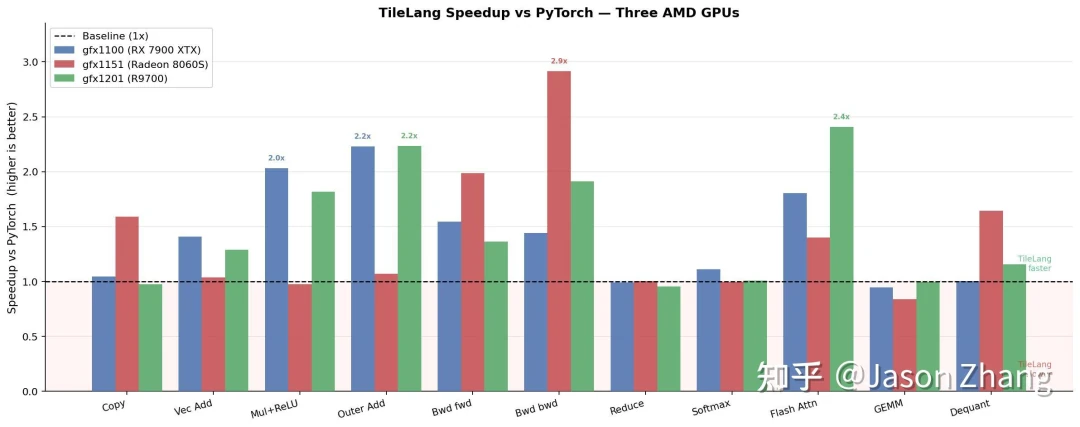 TileLang Speedup vs PyTorch — Three AMD GPUs
Baseline (1x)
gfx1100 (RX 7900 XTX)
gfx1151 (Radeon 8060S)
gfx1201 (R9700)
Speedup vs PyTorch (higher is better)
3.0
2.5
2.0
1.5
1.0
0.5
0.0
2.0x
2.2x
2.2x
2.9x
2.4x
TileLang
faster
TileLang
Copy
Vec Add
Mul+ReLU
Outer Add
Bwd fwd
Bwd bwd
Reduce
Softmax
Flash Attn
GEMM
Dequant
知乎 @Jason Zhang